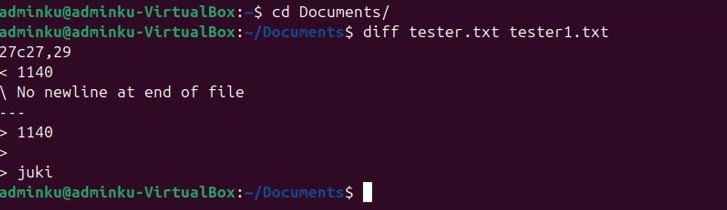 adminku@adminku-VirtualBox:~$ cd Documents/
adminku@adminku-VirtualBox:~/Documents$ diff tester.txt tester1.txt
27c27,29
< 1140
\ No newline at end of file
---
> 1140
>
> juki
adminku@adminku-VirtualBox:~/Documents$